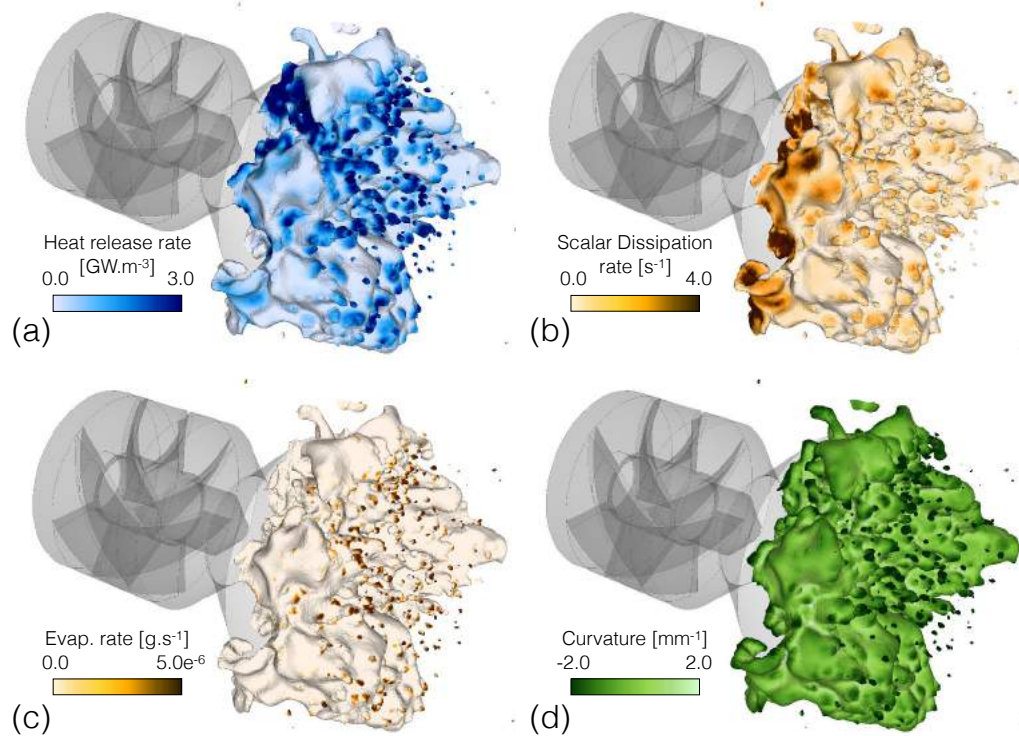 Heat release rate
[GW.m⁻³]
0.0 3.0
(a)
Scalar Dissipation
rate [s⁻¹]
0.0 4.0
(b)
Evap. rate [g.s⁻¹]
0.0 5.0e⁻⁶
(c)
Curvature [mm⁻¹]
-2.0 2.0
(d)